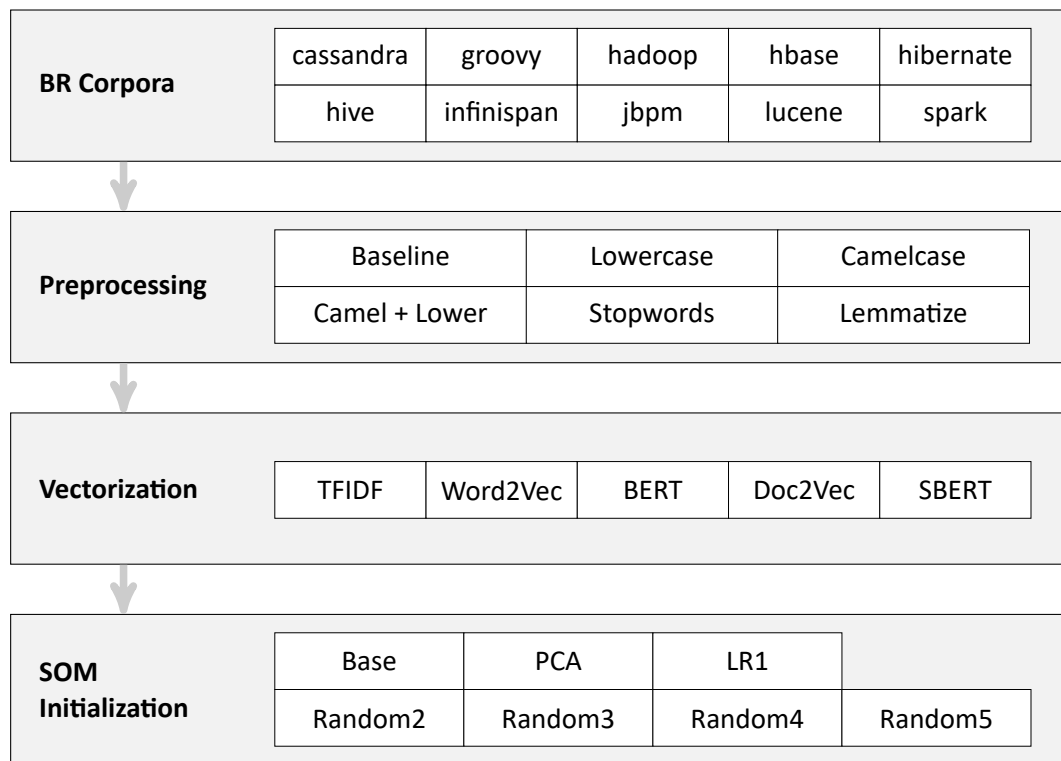 BR Corpora
cassandra groovy hadoop hbase hibernate
hive infinispan jbpm lucene spark
Preprocessing
Baseline Lowercase Camelcase
Camel + Lower Stopwords Lemmatize
Vectorization
TFIDF Word2Vec BERT Doc2Vec SBERT
SOM
Initialization
Base PCA LR1
Random2 Random3 Random4 Random5